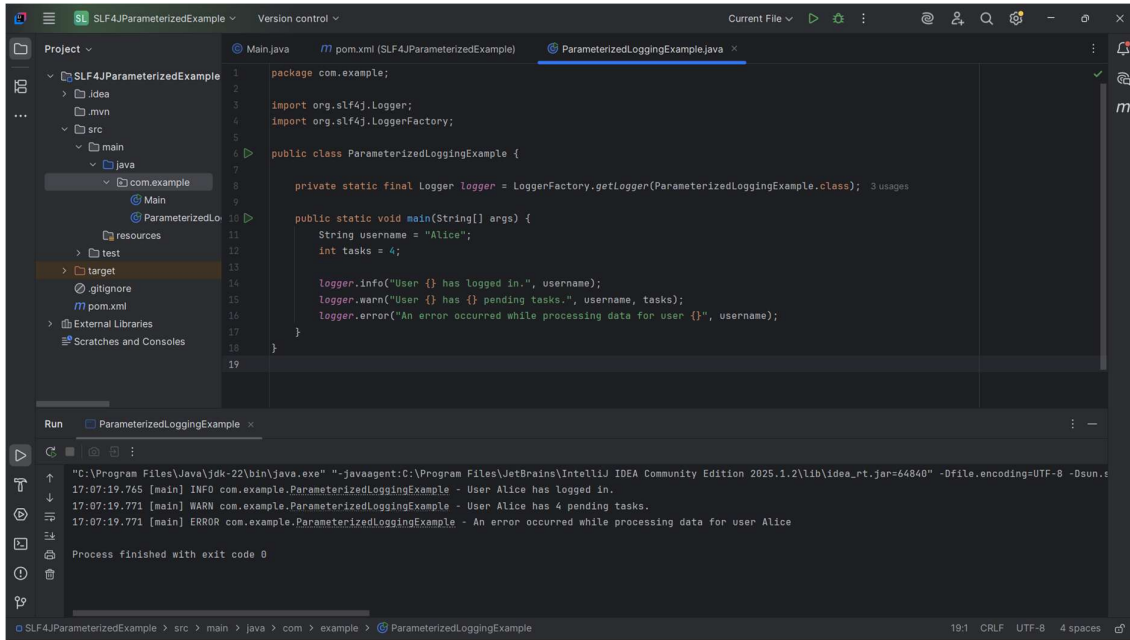 SL SLF4JParameterizedExample Version control Current File
Project
Main.java
m pom.xml (SLF4JParameterizedExample)
ParameterizedLoggingExample.java
SLF4JParameterizedExample
.idea
.mvn
src
main
java
com.example
Main
ParameterizedLo
resources
test
target
.gitignore
m pom.xml
External Libraries
Scratches and Consoles
1 package com.example;
2
3 import org.slf4j.Logger;
4 import org.slf4j.LoggerFactory;
5
6 public class ParameterizedLoggingExample {
7
8     private static final Logger logger = LoggerFactory.getLogger(ParameterizedLoggingExample.class); 3 usages
9
10     public static void main(String[] args) {
11         String username = "Alice";
12         int tasks = 4;
13
14         logger.info("User {} has logged in.", username);
15         logger.warn("User {} has {} pending tasks.", username, tasks);
16         logger.error("An error occurred while processing data for user {}", username);
17     }
18 }
19
Run ParameterizedLoggingExample
"C:\Program Files\Java\jdk-22\bin\java.exe" "-javaagent:C:\Program Files\JetBrains\IntelliJ IDEA Community Edition 2025.1.2\lib\idea_rt.jar=64840" -Dfile.encoding=UTF-8 -Dsun.s
17:07:19.765 [main] INFO com.example.ParameterizedLoggingExample - User Alice has logged in.
17:07:19.771 [main] WARN com.example.ParameterizedLoggingExample - User Alice has 4 pending tasks.
17:07:19.771 [main] ERROR com.example.ParameterizedLoggingExample - An error occurred while processing data for user Alice
Process finished with exit code 0
SLF4JParameterizedExample > src > main > java > com > example > ParameterizedLoggingExample 19:1 CRLF UTF-8 4 spaces